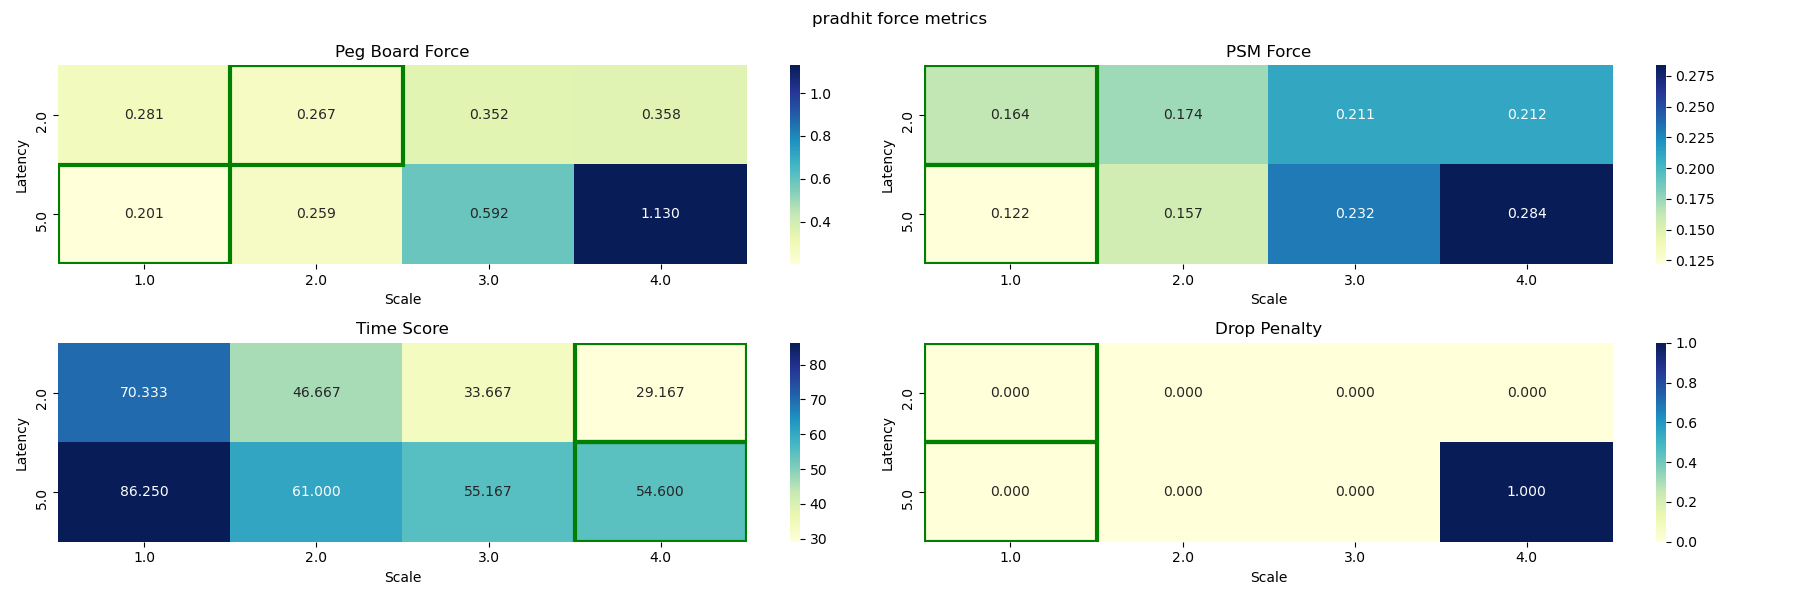 pradhit force metrics
Peg Board Force
2.0 0.281 0.267 0.352 0.358
5.0 0.201 0.259 0.592 1.130
Latency
1.0 2.0 3.0 4.0
Scale
1.0
0.8
0.6
0.4
PSM Force
2.0 0.164 0.174 0.211 0.212
5.0 0.122 0.157 0.232 0.284
Latency
1.0 2.0 3.0 4.0
Scale
0.275
0.250
0.225
0.200
0.175
0.150
0.125
Time Score
2.0 70.333 46.667 33.667 29.167
5.0 86.250 61.000 55.167 54.600
Latency
1.0 2.0 3.0 4.0
Scale
80
70
60
50
40
30
Drop Penalty
2.0 0.000 0.000 0.000 0.000
5.0 0.000 0.000 0.000 1.000
Latency
1.0 2.0 3.0 4.0
Scale
1.0
0.8
0.6
0.4
0.2
0.0